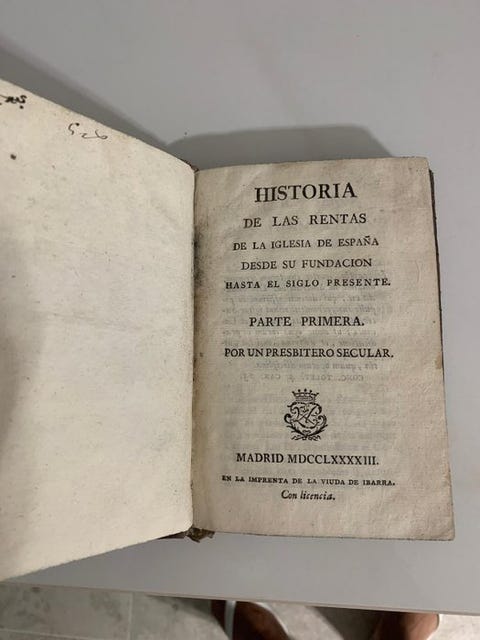 526
HISTORIA
DE LAS RENTAS
DE LA IGLESIA DE ESPAÑA
DESDE SU FUNDACION
HASTA EL SIGLO PRESENTE.
PARTE PRIMERA.
POR UN PRESBITERO SECULAR.
MADRID MDCCLXXXXIII.
EN LA IMPRENTA DE LA VIUDA DE IBARRA.
Con licencia.